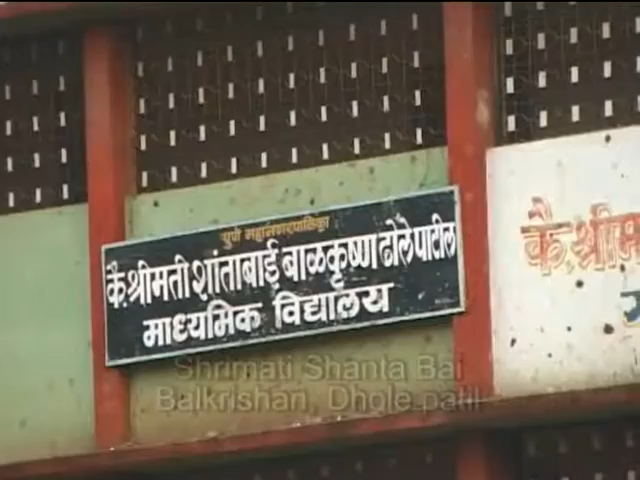 पुणे महानगरपालिका
कै.श्रीमती शांताबाई बाळकृष्ण ढोले पाटील
माध्यमिक विद्यालय
कै.श्रीम
Shrimati Shanta Bai
Balkrishan, Dhole patil